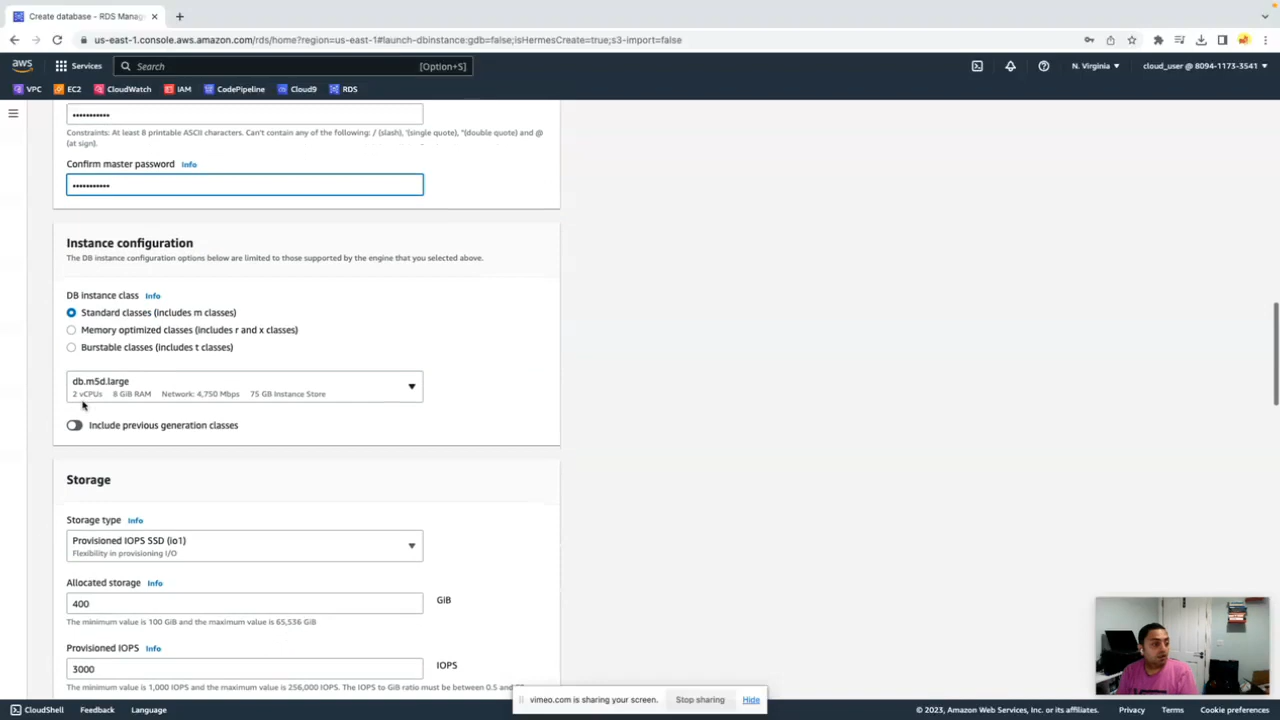 Create database - RDS Manag
us-east-1.console.aws.amazon.com/rds/home?region=us-east-1#launch-dbinstance:gdb=false;isHermesCreate=true;s3-import=false
aws Services Search [Option+S] N. Virginia cloud_user @ 8094-1173-3541
VPC EC2 CloudWatch IAM CodePipeline Cloud9 RDS
•••••••••••
Constraints: At least 8 printable ASCII characters. Can't contain any of the following: / (slash), '(single quote), "(double quote) and @
(at sign).
Confirm master password Info
•••••••••••
Instance configuration
The DB instance configuration options below are limited to those supported by the engine that you selected above.
DB instance class Info
Standard classes (includes m classes)
Memory optimized classes (includes r and x classes)
Burstable classes (includes t classes)
db.m5d.large
2 vCPUs 8 GiB RAM Network: 4,750 Mbps 75 GB Instance Store
Include previous generation classes
Storage
Storage type Info
Provisioned IOPS SSD (io1)
Flexibility in provisioning I/O
Allocated storage Info
400 GiB
The minimum value is 100 GiB and the maximum value is 65,536 GiB
Provisioned IOPS Info
3000 IOPS
The minimum value is 1,000 IOPS and the maximum value is 256,000 IOPS. The IOPS to GiB ratio must be between 0.5 and
vimeo.com is sharing your screen. Stop sharing Hide
CloudShell Feedback Language © 2023, Amazon Web Services, Inc. or its affiliates. Privacy Terms Cookie preferences